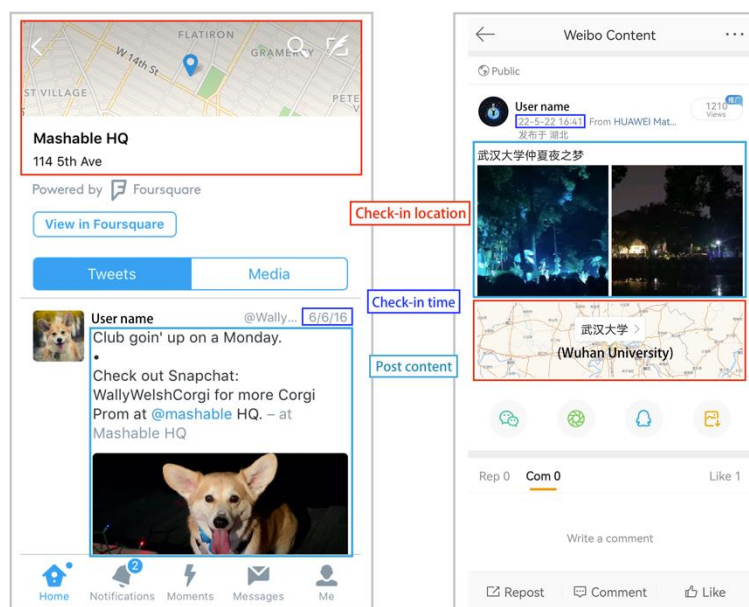 FLATIRON
W 14th St
GRAMERCY
ST VILLAGE
PETE
Mashable HQ
114 5th Ave
Powered by Foursquare
View in Foursquare
Tweets
Media
User name
@Wally...
6/6/16
Club goin' up on a Monday.
•
Check out Snapchat:
WallyWelshCorgi for more Corgi
Prom at @mashable HQ. – at
Mashable HQ
2
Home
Notifications
Moments
Messages
Me
Check-in location
Check-in time
Post content
Weibo Content
Public
User name
22-5-22 16:41 From HUAWEI Mat...
发布于 湖北
1210
推广
Views
武汉大学仲夏夜之梦
武汉大学
(Wuhan University)
Rep 0
Com 0
Like 1
Write a comment
Repost
Comment
Like